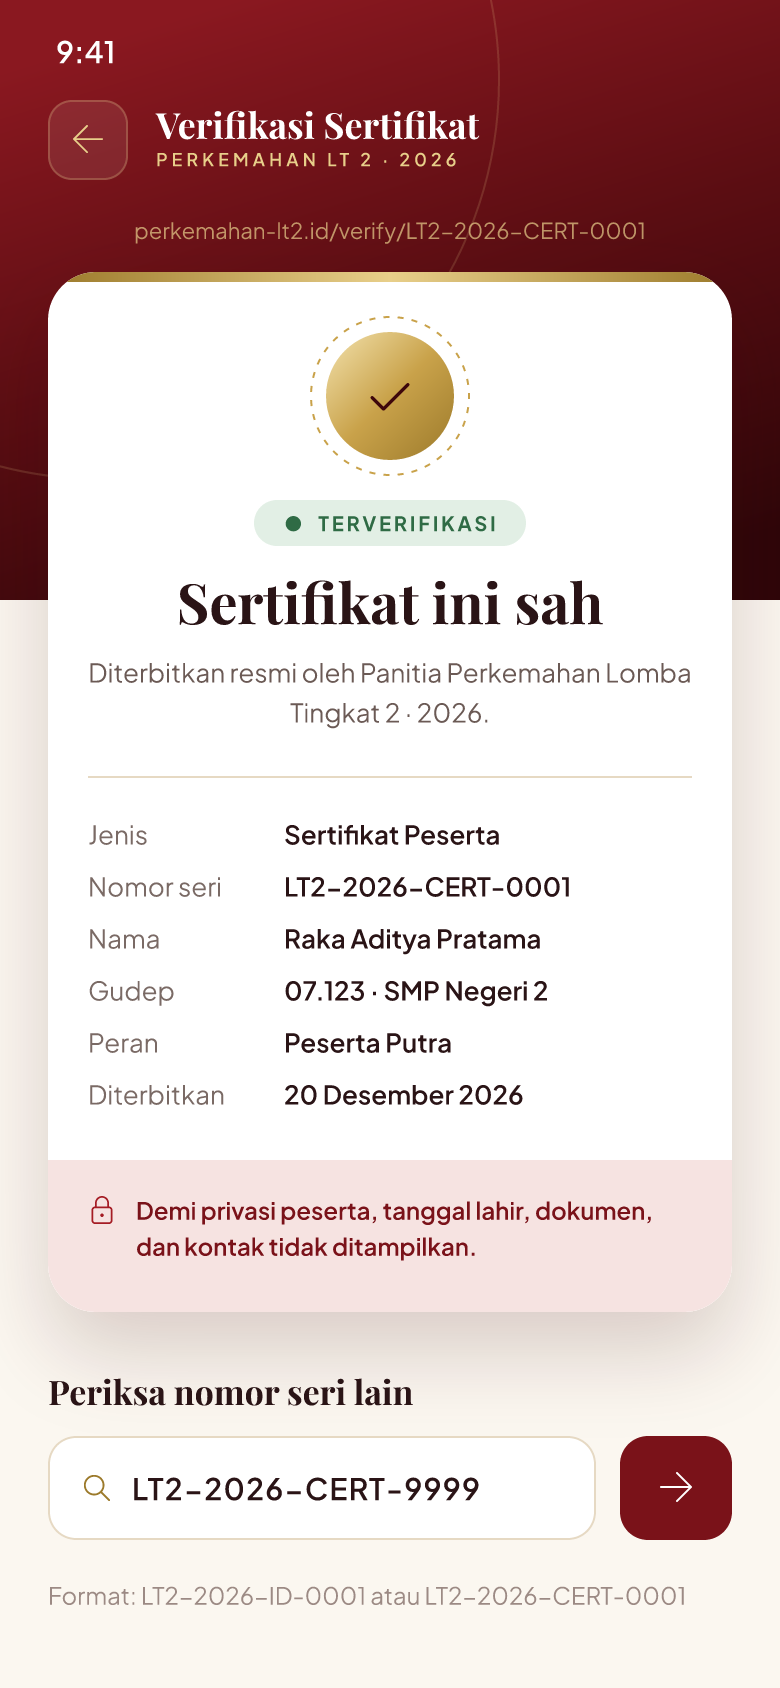 9:41
Verifikasi Sertifikat
PERKEMAHAN LT 2 · 2026
perkemahan-lt2.id/verify/LT2–2026–CERT-0001
TERVERIFIKASI
Sertifikat ini sah
Diterbitkan resmi oleh Panitia Perkemahan Lomba
Tingkat 2 · 2026.
Jenis Sertifikat Peserta
Nomor seri LT2–2026–CERT-0001
Nama Raka Aditya Pratama
Gudep 07.123 · SMP Negeri 2
Peran Peserta Putra
Diterbitkan 20 Desember 2026
Demi privasi peserta, tanggal lahir, dokumen,
dan kontak tidak ditampilkan.
Periksa nomor seri lain
LT2–2026–CERT-9999
Format: LT2–2026–ID-0001 atau LT2–2026–CERT-0001